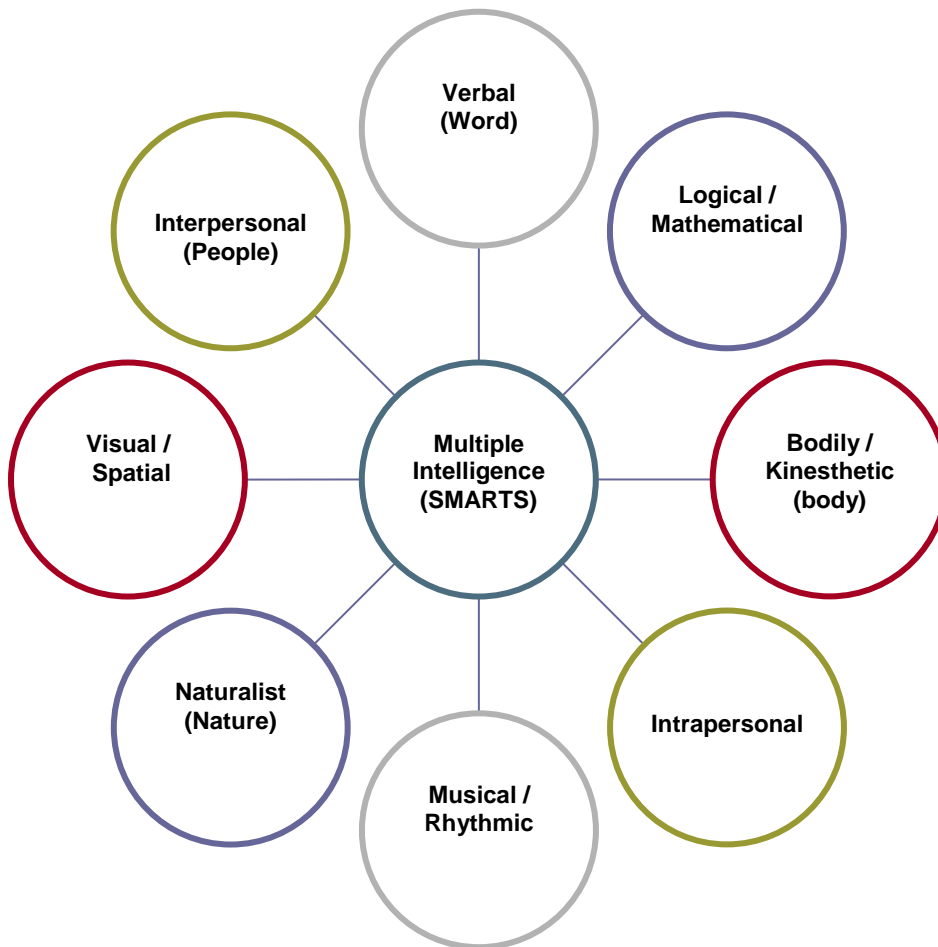 Verbal
(Word)
Logical /
Mathematical
Interpersonal
(People)
Visual /
Spatial
Multiple
Intelligence
(SMARTS)
Bodily /
Kinesthetic
(body)
Naturalist
(Nature)
Intrapersonal
Musical /
Rhythmic